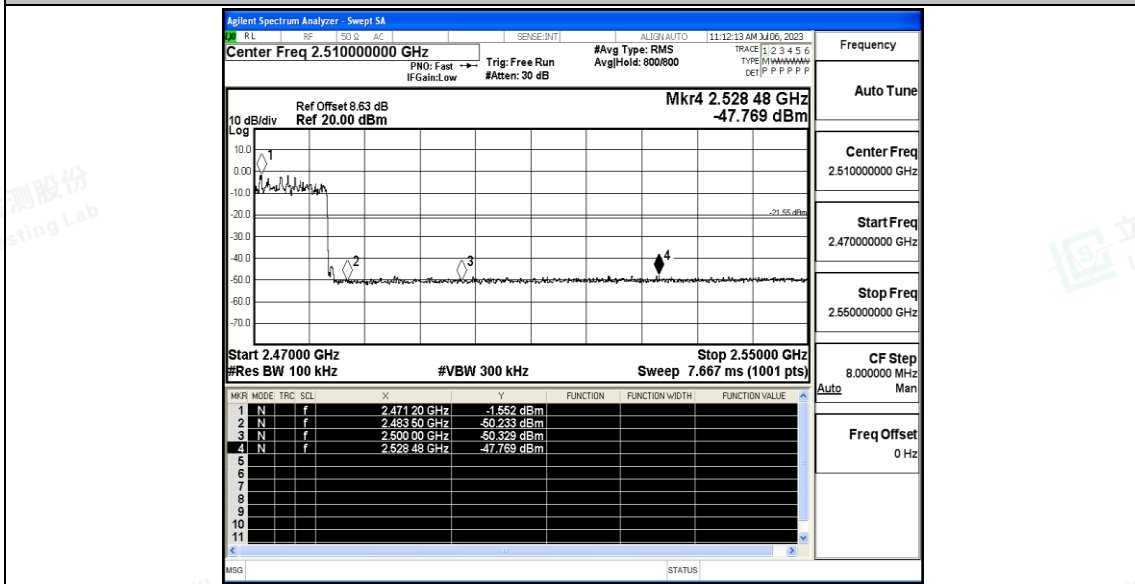 Agilent Spectrum Analyzer - Swept SA
RL RF 50 Ω AC SENSE:INT ALIGN AUTO 11:12:13 AM Jul 06, 2023
Center Freq 2.510000000 GHz
PNO: Fast
IFGain:Low
Trig: Free Run
#Atten: 30 dB
#Avg Type: RMS
Avg|Hold: 800/800
TRACE 1 2 3 4 5 6
TYPE M WWWWW
DET P P P P P P
Ref Offset 8.63 dB
Ref 20.00 dBm
10 dB/div
Log
Mkr4 2.528 48 GHz
-47.769 dBm
10.0
0.00
-10.0
-20.0
-30.0
-40.0
-50.0
-60.0
-70.0
1
2
3
4
-21.55 dBm
Start 2.47000 GHz Stop 2.55000 GHz
#Res BW 100 kHz #VBW 300 kHz Sweep 7.667 ms (1001 pts)
MKR MODE TRC SCL X Y FUNCTION FUNCTION WIDTH FUNCTION VALUE
1 N f 2.471 20 GHz -1.552 dBm
2 N f 2.483 50 GHz -50.233 dBm
3 N f 2.500 00 GHz -50.329 dBm
4 N f 2.528 48 GHz -47.769 dBm
5
6
7
8
9
10
11
MSG STATUS
Frequency
Auto Tune
Center Freq
2.510000000 GHz
Start Freq
2.470000000 GHz
Stop Freq
2.550000000 GHz
CF Step
8.000000 MHz
Auto Man
Freq Offset
0 Hz
测股份
sting Lab
立